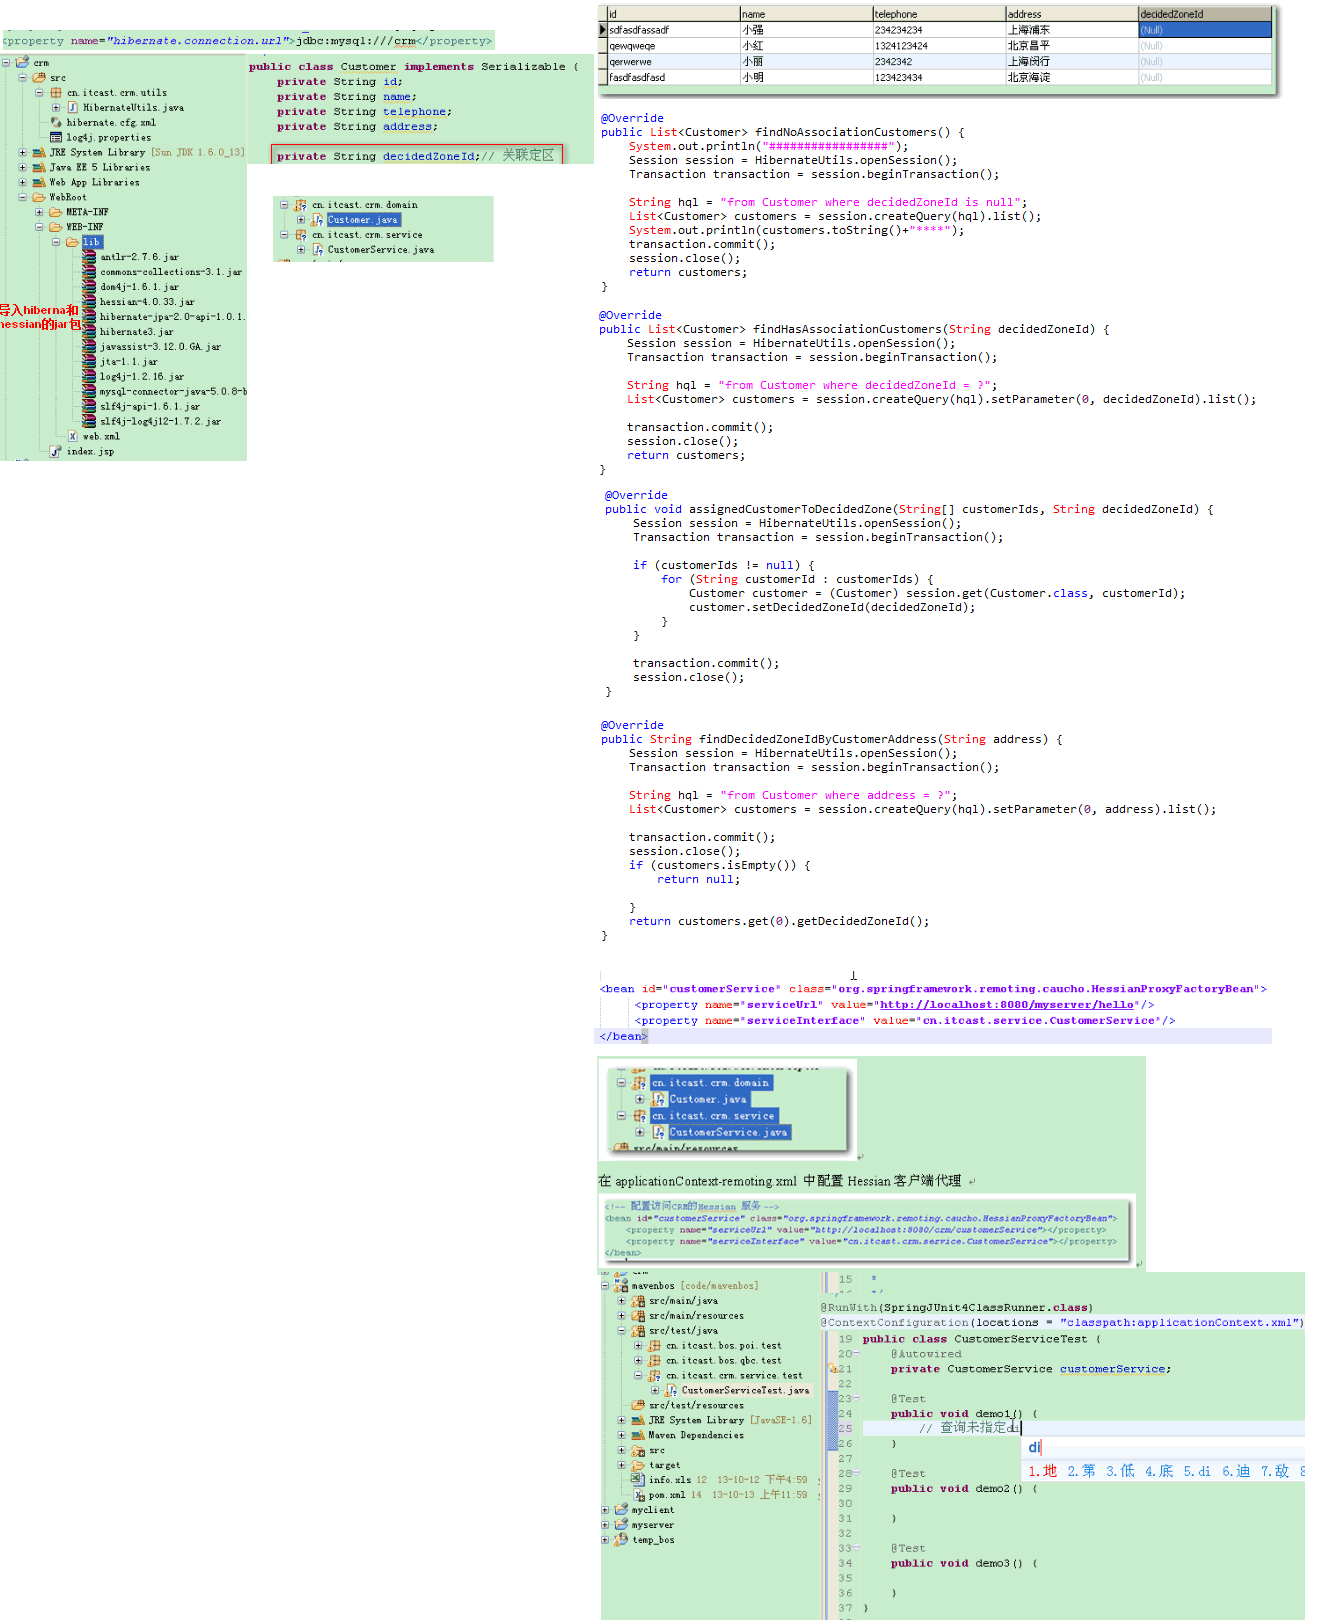 <property name="hibernate.connection.url">jdbc:mysql:///crm</property>
crm
src
cn.itcast.crm.utils
HibernateUtils.java
hibernate.cfg.xml
log4j.properties
JRE System Library [Sun JDK 1.6.0_13]
Java EE 5 Libraries
Web App Libraries
WebRoot
META-INF
WEB-INF
lib
antlr-2.7.6.jar
commons-collections-3.1.jar
dom4j-1.6.1.jar
hessian-4.0.33.jar
hibernate-jpa-2.0-api-1.0.1.
hibernate3.jar
javassist-3.12.0.GA.jar
jta-1.1.jar
log4j-1.2.16.jar
mysql-connector-java-5.0.8-b
slf4j-api-1.6.1.jar
slf4j-log4j12-1.7.2.jar
web.xml
index.jsp
导入hiberna和
hessian的jar包
public class Customer implements Serializable {
private String id;
private String name;
private String telephone;
private String address;
private String decidedZoneId;// 关联定区
cn.itcast.crm.domain
Customer.java
cn.itcast.crm.service
CustomerService.java
id name telephone address decidedZoneId
sdfasdfassadf 小强 234234234 上海浦东 (Null)
qewqweqe 小红 1324123424 北京昌平 (Null)
qerwerwe 小丽 2342342 上海闵行 (Null)
fasdfasdfasd 小明 123423434 北京海淀 (Null)
@Override
public List<Customer> findNoAssociationCustomers() {
System.out.println("#################");
Session session = HibernateUtils.openSession();
Transaction transaction = session.beginTransaction();
String hql = "from Customer where decidedZoneId is null";
List<Customer> customers = session.createQuery(hql).list();
System.out.println(customers.toString()+"****");
transaction.commit();
session.close();
return customers;
}
@Override
public List<Customer> findHasAssociationCustomers(String decidedZoneId) {
Session session = HibernateUtils.openSession();
Transaction transaction = session.beginTransaction();
String hql = "from Customer where decidedZoneId = ?";
List<Customer> customers = session.createQuery(hql).setParameter(0, decidedZoneId).list();
transaction.commit();
session.close();
return customers;
}
@Override
public void assignedCustomerToDecidedZone(String[] customerIds, String decidedZoneId) {
Session session = HibernateUtils.openSession();
Transaction transaction = session.beginTransaction();
if (customerIds != null) {
for (String customerId : customerIds) {
Customer customer = (Customer) session.get(Customer.class, customerId);
customer.setDecidedZoneId(decidedZoneId);
}
}
transaction.commit();
session.close();
}
@Override
public String findDecidedZoneIdByCustomerAddress(String address) {
Session session = HibernateUtils.openSession();
Transaction transaction = session.beginTransaction();
String hql = "from Customer where address = ?";
List<Customer> customers = session.createQuery(hql).setParameter(0, address).list();
transaction.commit();
session.close();
if (customers.isEmpty()) {
return null;
}
return customers.get(0).getDecidedZoneId();
}
<bean id="customerService" class="org.springframework.remoting.caucho.HessianProxyFactoryBean">
<property name="serviceUrl" value="http://localhost:8080/myserver/hello"/>
<property name="serviceInterface" value="cn.itcast.service.CustomerService"/>
</bean>
cn.itcast.crm.domain
Customer.java
cn.itcast.crm.service
CustomerService.java
src/main/resources
在 applicationContext-remoting.xml 中配置 Hessian 客户端代理
<!-- 配置访问CRM的Hessian 服务 -->
<bean id="customerService" class="org.springframework.remoting.caucho.HessianProxyFactoryBean">
<property name="serviceUrl" value="http://localhost:8080/crm/customerService"></property>
<property name="serviceInterface" value="cn.itcast.crm.service.CustomerService"></property>
</bean>
crm
mavenbos [code/mavenbos]
src/main/java
src/main/resources
src/test/java
cn.itcast.bos.poi.test
cn.itcast.bos.qbc.test
cn.itcast.crm.service.test
CustomerServiceTest.java
src/test/resources
JRE System Library [JavaSE-1.6]
Maven Dependencies
src
target
info.xls 12 13-10-12 下午4:59
pom.xml 14 13-10-13 上午11:59
myclient
myserver
temp_bos
15 *
16 */
@RunWith(SpringJUnit4ClassRunner.class)
@ContextConfiguration(locations = "classpath:applicationContext.xml")
19 public class CustomerServiceTest {
20 @Autowired
21 private CustomerService customerService;
22
23 @Test
24 public void demo1() {
25 // 查询未指定di
26 }
di
1.地 2.第 3.低 4.底 5.di 6.迪 7.敌 8
27
28 @Test
29 public void demo2() {
30
31 }
32
33 @Test
34 public void demo3() {
35
36 }
37 }